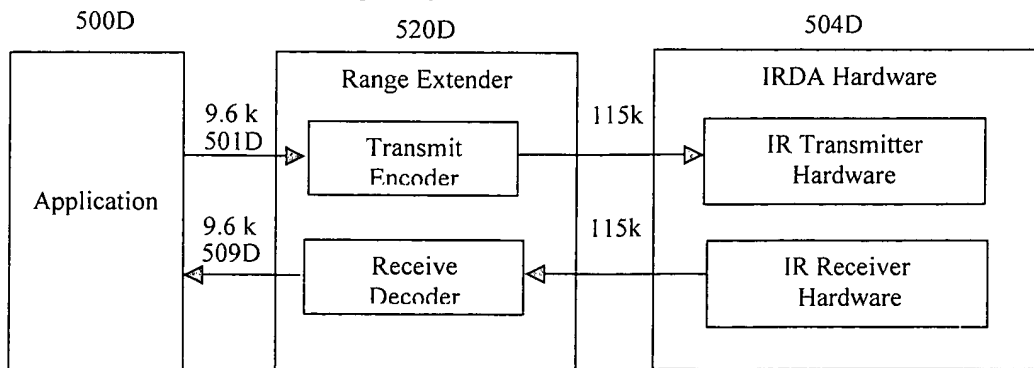 500D
520D
504D
Range Extender
IRDA Hardware
9.6 k
501D
115k
Transmit
Encoder
IR Transmitter
Hardware
Application
9.6 k
509D
115k
Receive
Decoder
IR Receiver
Hardware